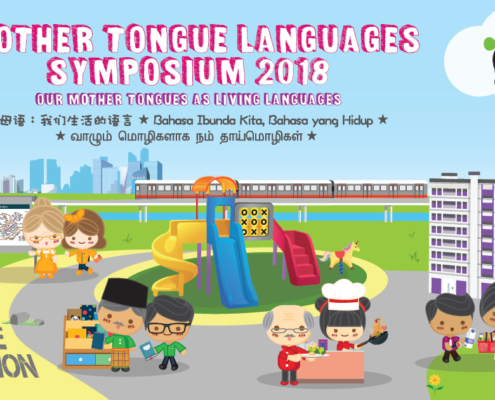 OTHER TONGUE LANGUAGES
SYMPOSIUM 2018
OUR MOTHER TONGUES AS LIVING LANGUAGES
母语：我们生活的语言 ★ Bahasa Ibunda Kita, Bahasa yang Hidup ★
★ வாழும் மொழிகளாக நம் தாய்மொழிகள் ★
E
ION